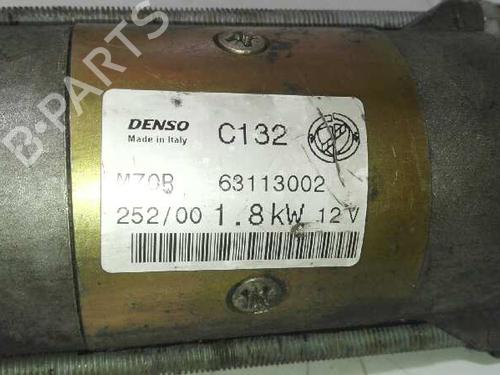 DENSO C132
Made in Italy
M70R 63113002
252/00 1.8kW 12V
B-PARTS